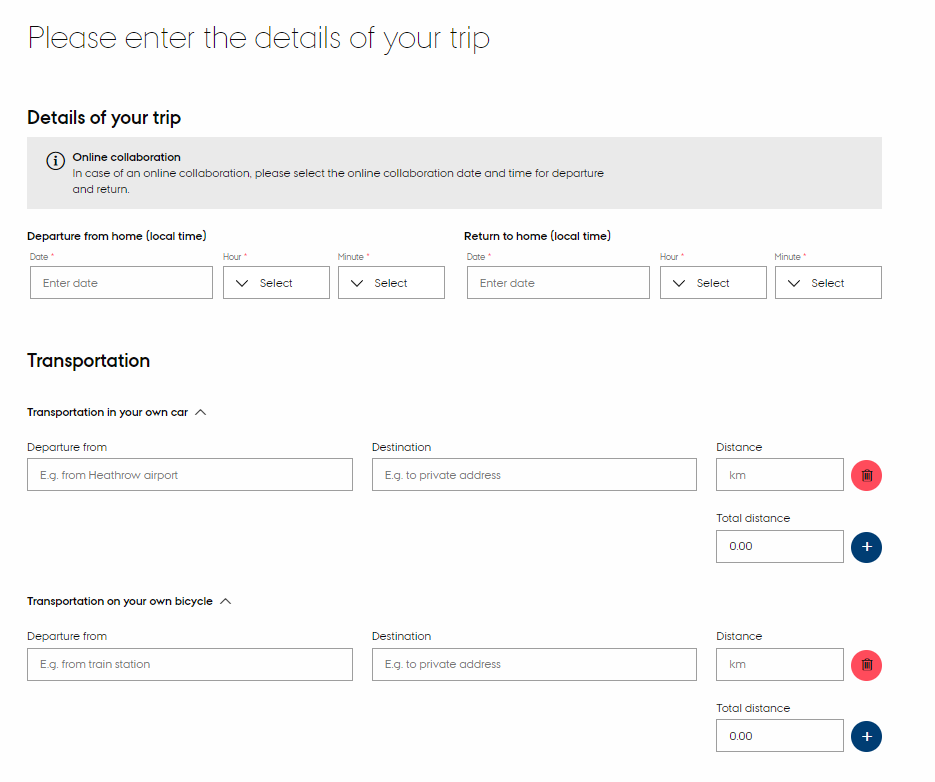 Please enter the details of your trip
Details of your trip
Online collaboration
In case of an online collaboration, please select the online collaboration date and time for departure
and return.
Departure from home (local time)
Return to home (local time)
Date * Hour * Minute * Date * Hour * Minute *
Enter date Select Select Enter date Select Select
Transportation
Transportation in your own car
Departure from Destination Distance
E.g. from Heathrow airport E.g. to private address km
Total distance
0.00
Transportation on your own bicycle
Departure from Destination Distance
E.g. from train station E.g. to private address km
Total distance
0.00